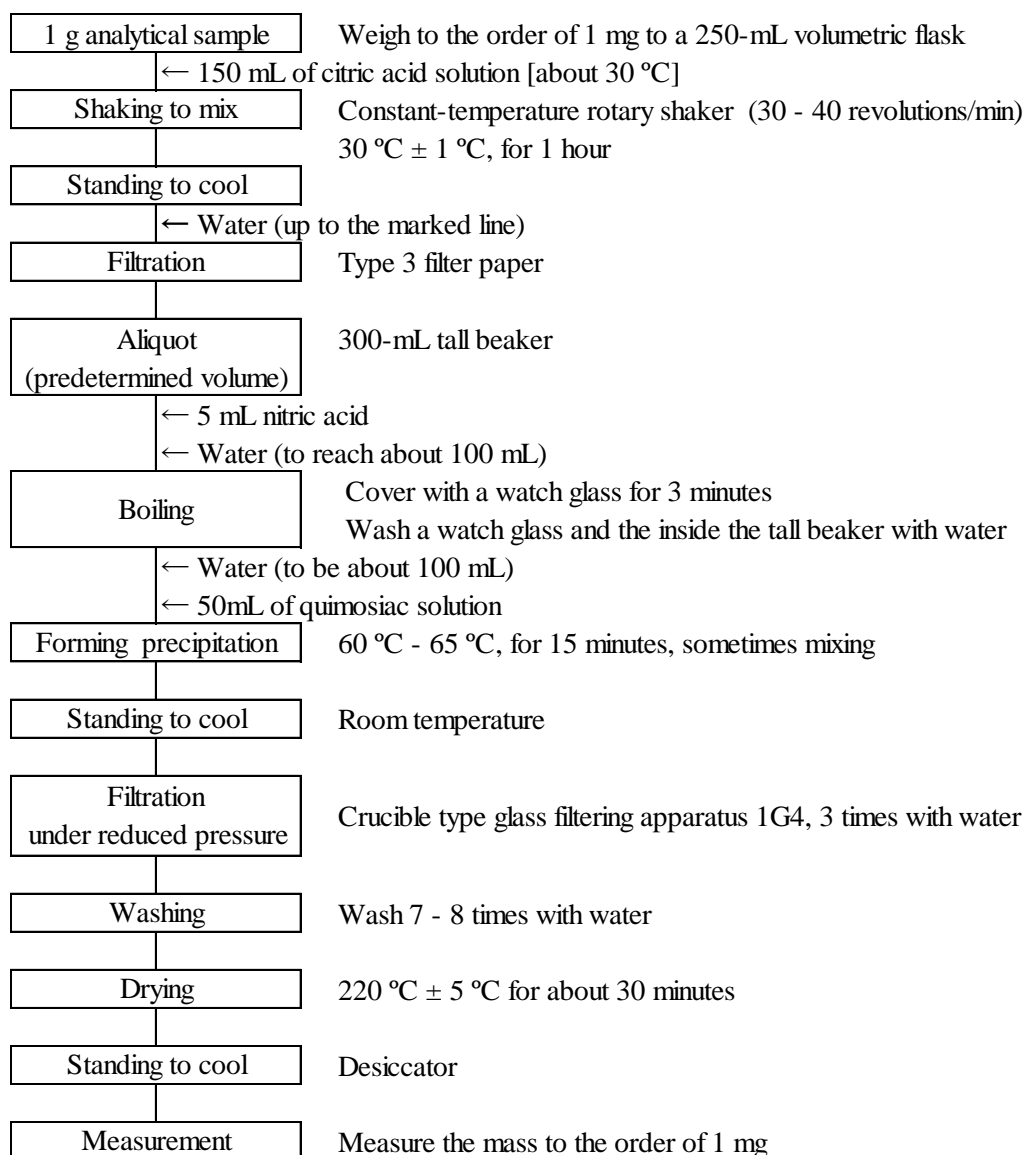 1 g analytical sample Weigh to the order of 1 mg to a 250-mL volumetric flask
← 150 mL of citric acid solution [about 30 ºC]
Shaking to mix Constant-temperature rotary shaker (30 - 40 revolutions/min)
30 ºC ± 1 ºC, for 1 hour
Standing to cool
← Water (up to the marked line)
Filtration Type 3 filter paper
Aliquot 300-mL tall beaker
(predetermined volume)
← 5 mL nitric acid
← Water (to reach about 100 mL)
Cover with a watch glass for 3 minutes
Boiling
Wash a watch glass and the inside the tall beaker with water
← Water (to be about 100 mL)
← 50mL of quimosiac solution
Forming precipitation 60 ºC - 65 ºC, for 15 minutes, sometimes mixing
Standing to cool Room temperature
Filtration
under reduced pressure Crucible type glass filtering apparatus 1G4, 3 times with water
Washing Wash 7 - 8 times with water
Drying 220 ºC ± 5 ºC for about 30 minutes
Standing to cool Desiccator
Measurement Measure the mass to the order of 1 mg